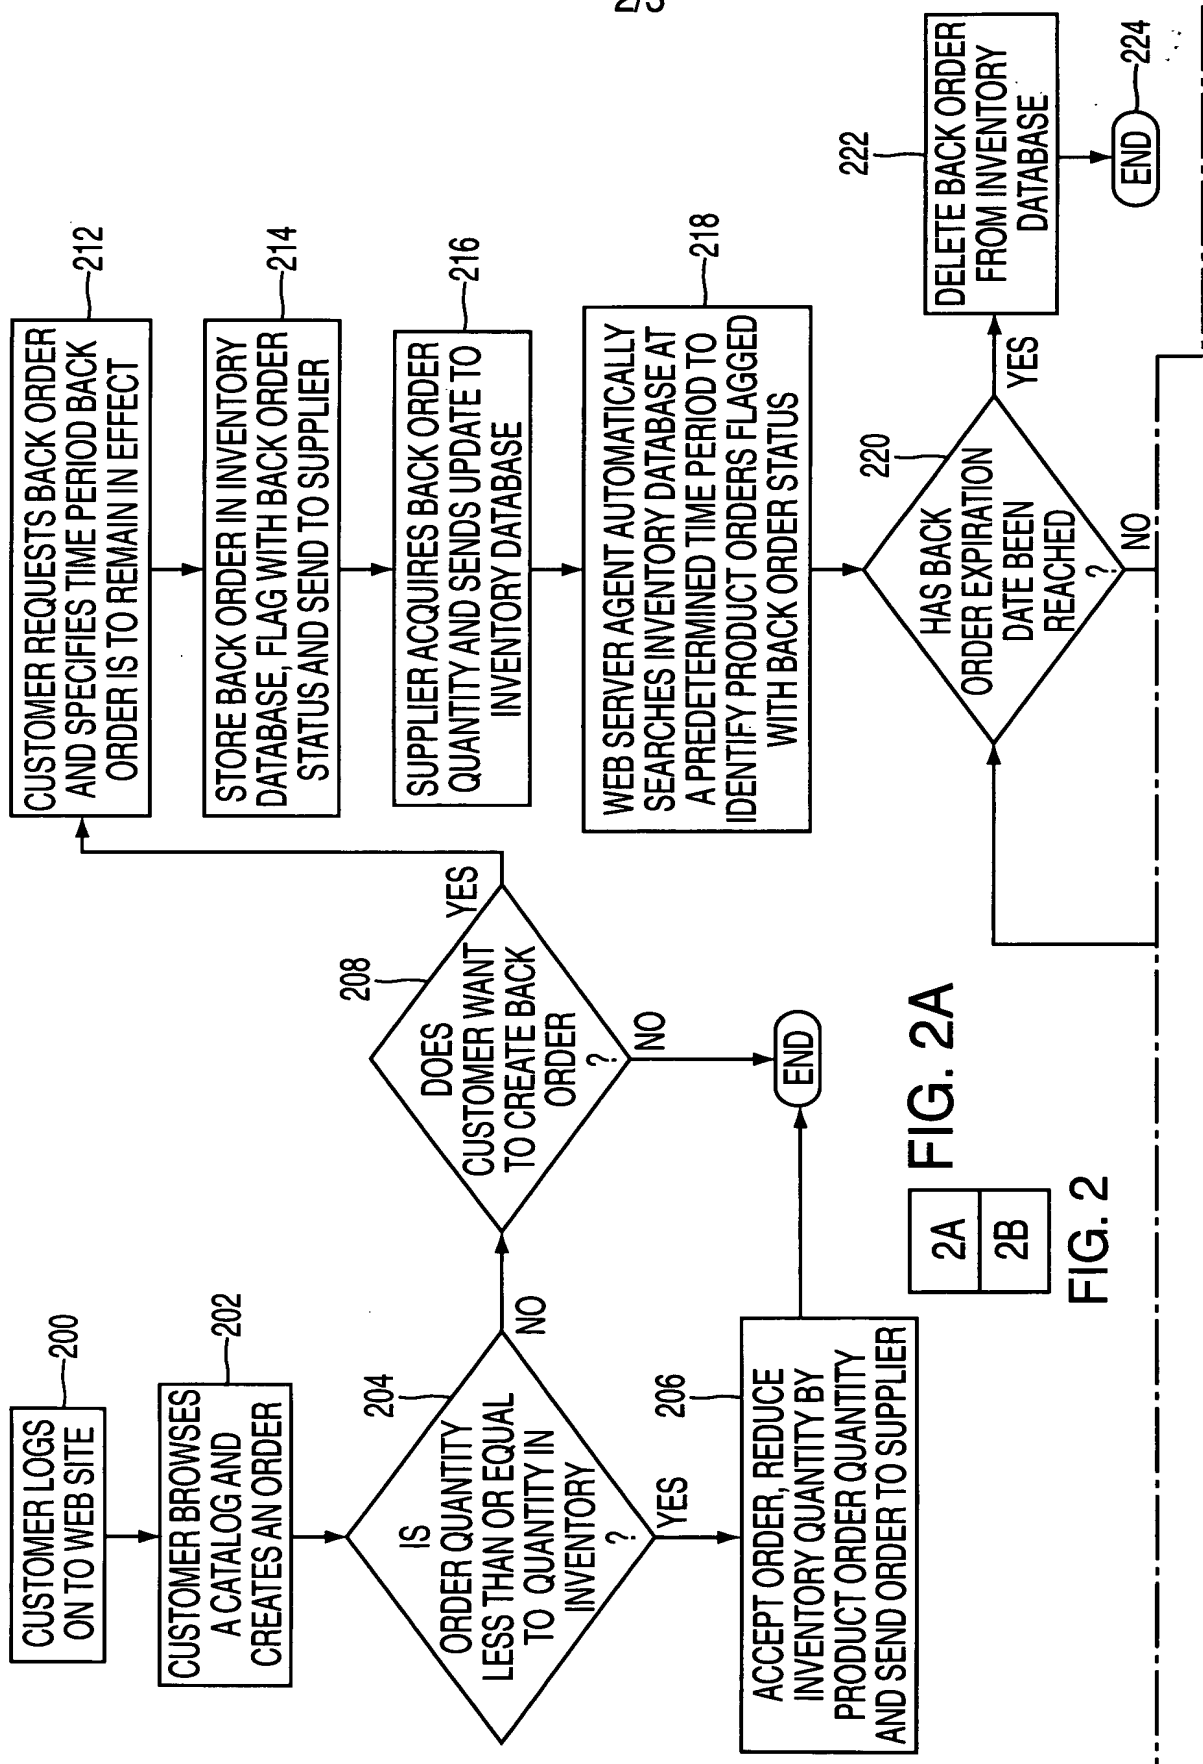 2/3
CUSTOMER LOGS
ON TO WEB SITE
200
CUSTOMER BROWSES
A CATALOG AND
CREATES AN ORDER
202
IS
ORDER QUANTITY
LESS THAN OR EQUAL
TO QUANTITY IN
INVENTORY
?
204
NO
YES
ACCEPT ORDER, REDUCE
INVENTORY QUANTITY BY
PRODUCT ORDER QUANTITY
AND SEND ORDER TO SUPPLIER
206
DOES
CUSTOMER WANT
TO CREATE BACK
ORDER
?
208
YES
NO
END
CUSTOMER REQUESTS BACK ORDER
AND SPECIFIES TIME PERIOD BACK
ORDER IS TO REMAIN IN EFFECT
212
STORE BACK ORDER IN INVENTORY
DATABASE, FLAG WITH BACK ORDER
STATUS AND SEND TO SUPPLIER
214
SUPPLIER ACQUIRES BACK ORDER
QUANTITY AND SENDS UPDATE TO
INVENTORY DATABASE
216
WEB SERVER AGENT AUTOMATICALLY
SEARCHES INVENTORY DATABASE AT
A PREDETERMINED TIME PERIOD TO
IDENTIFY PRODUCT ORDERS FLAGGED
WITH BACK ORDER STATUS
218
HAS BACK
ORDER EXPIRATION
DATE BEEN
REACHED
?
220
YES
NO
DELETE BACK ORDER
FROM INVENTORY
DATABASE
222
END
224
FIG. 2A
2A
2B
FIG. 2